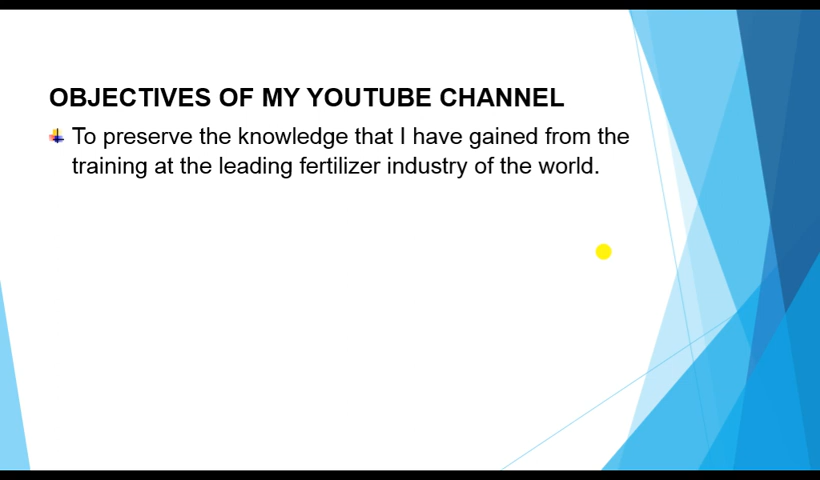 OBJECTIVES OF MY YOUTUBE CHANNEL
To preserve the knowledge that I have gained from the
training at the leading fertilizer industry of the world.